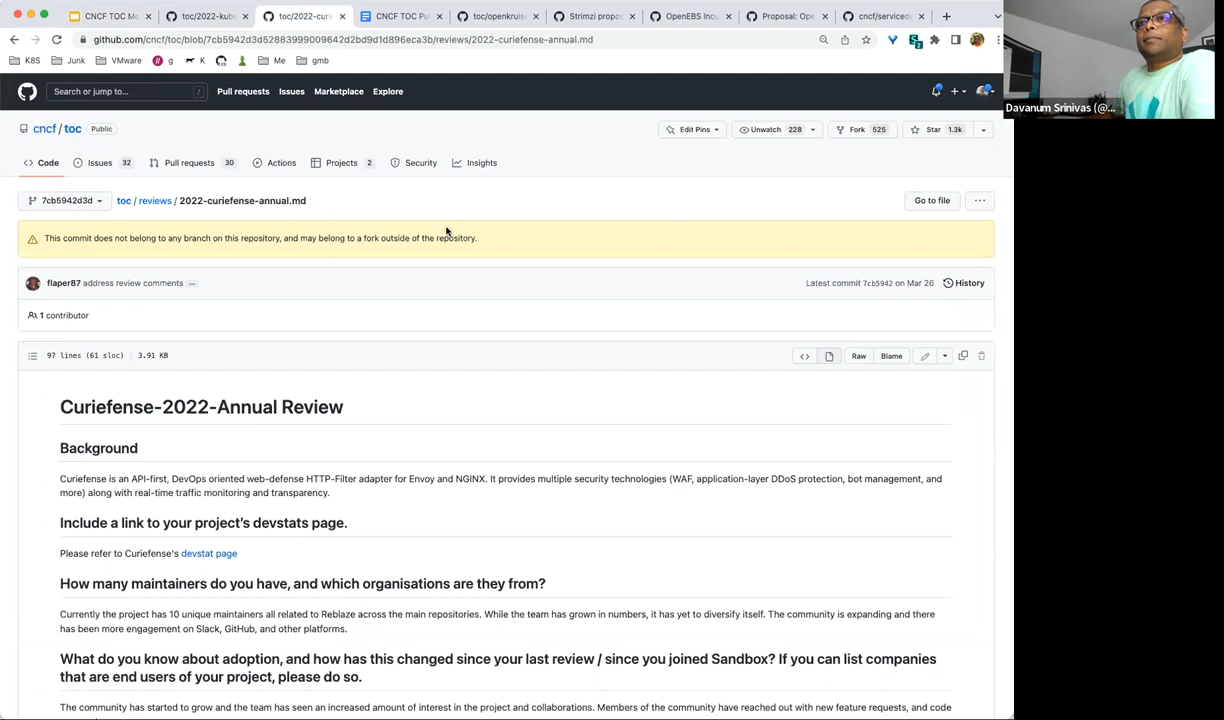 CNCF TOC Me
toc/2022-kub
toc/2022-curi
CNCF TOC Pu
toc/openkruis
Strimzi propo
OpenEBS Incu
Proposal: Ope
cncf/serviced
github.com/cncf/toc/blob/7cb5942d3d52883999009642d2bd9d1d896eca3b/reviews/2022-curiefense-annual.md
K8S
Junk
VMware
g
K
Me
gmb
Davanum Srinivas (@...
Search or jump to...
/
Pull requests
Issues
Marketplace
Explore
cncf / toc
Public
Edit Pins
Unwatch 228
Fork 525
Star 1.3k
Code
Issues 32
Pull requests 30
Actions
Projects 2
Security
Insights
7cb5942d3d
toc / reviews / 2022-curiefense-annual.md
Go to file
This commit does not belong to any branch on this repository, and may belong to a fork outside of the repository.
flaper87 address review comments
Latest commit 7cb5942 on Mar 26
History
1 contributor
97 lines (61 sloc)
3.91 KB
Raw
Blame
Curiefense-2022-Annual Review
Background
Curiefense is an API-first, DevOps oriented web-defense HTTP-Filter adapter for Envoy and NGINX. It provides multiple security technologies (WAF, application-layer DDoS protection, bot management, and
more) along with real-time traffic monitoring and transparency.
Include a link to your project's devstats page.
Please refer to Curiefense's devstat page
How many maintainers do you have, and which organisations are they from?
Currently the project has 10 unique maintainers all related to Reblaze across the main repositories. While the team has grown in numbers, it has yet to diversify itself. The community is expanding and there
has been more engagement on Slack, GitHub, and other platforms.
What do you know about adoption, and how has this changed since your last review / since you joined Sandbox? If you can list companies
that are end users of your project, please do so.
The community has started to grow and the team has seen an increased amount of interest in the project and collaborations. Members of the community have reached out with new feature requests, and code